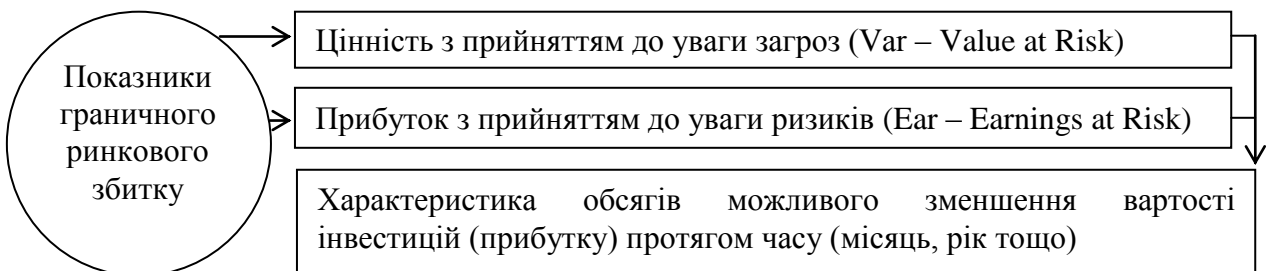 Показники
граничного
ринкового
збитку
Цінність з прийняттям до уваги загроз (Var – Value at Risk)
Прибуток з прийняттям до уваги ризиків (Ear – Earnings at Risk)
Характеристика обсягів можливого зменшення вартості
інвестицій (прибутку) протягом часу (місяць, рік тощо)